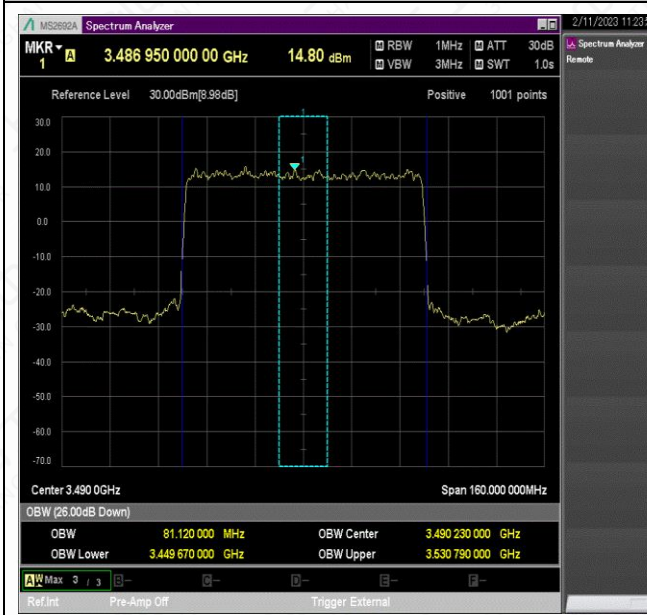 MS2692A Spectrum Analyzer
2/11/2023 11:23:
MKR 1 A 3.486 950 000 00 GHz 14.80 dBm
M RBW 1MHz M ATT 30dB
M VBW 3MHz M SWT 1.0s
Spectrum Analyzer
Remote
Reference Level 30.00dBm[8.98dB] Positive 1001 points
30.0
20.0
10.0
0.0
-10.0
-20.0
-30.0
-40.0
-50.0
-60.0
-70.0
1
Center 3.490 0GHz Span 160.000 000MHz
OBW (26.00dB Down)
OBW 81.120 000 MHz OBW Center 3.490 230 000 GHz
OBW Lower 3.449 670 000 GHz OBW Upper 3.530 790 000 GHz
A W Max 3 / 3 B- C- D- E- F-
Ref.Int Pre-Amp Off Trigger External